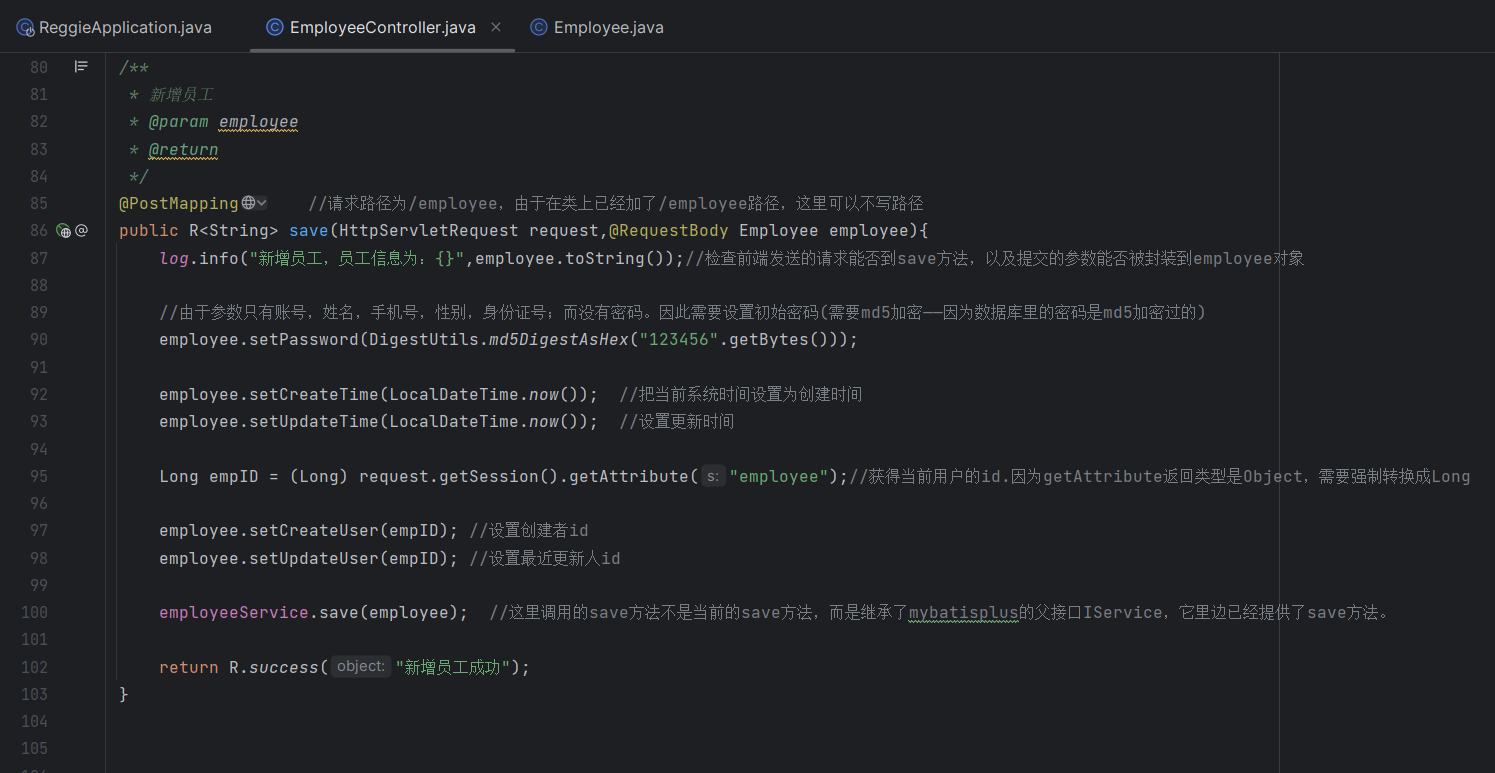 ReggieApplication.java EmployeeController.java Employee.java
80 /**
81 * 新增员工
82 * @param employee
83 * @return
84 */
85 @PostMapping //请求路径为/employee，由于在类上已经加了/employee路径，这里可以不写路径
86 public R<String> save(HttpServletRequest request,@RequestBody Employee employee){
87 log.info("新增员工，员工信息为：{}",employee.toString());//检查前端发送的请求能否到save方法，以及提交的参数能否被封装到employee对象
88
89 //由于参数只有账号，姓名，手机号，性别，身份证号；而没有密码。因此需要设置初始密码(需要md5加密——因为数据库里的密码是md5加密过的)
90 employee.setPassword(DigestUtils.md5DigestAsHex("123456".getBytes()));
91
92 employee.setCreateTime(LocalDateTime.now()); //把当前系统时间设置为创建时间
93 employee.setUpdateTime(LocalDateTime.now()); //设置更新时间
94
95 Long empID = (Long) request.getSession().getAttribute( s: "employee");//获得当前用户的id.因为getAttribute返回类型是Object，需要强制转换成Long
96
97 employee.setCreateUser(empID); //设置创建者id
98 employee.setUpdateUser(empID); //设置最近更新人id
99
100 employeeService.save(employee); //这里调用的save方法不是当前的save方法，而是继承了mybatisplus的父接口IService，它里边已经提供了save方法。
101
102 return R.success( object: "新增员工成功");
103 }
104
105